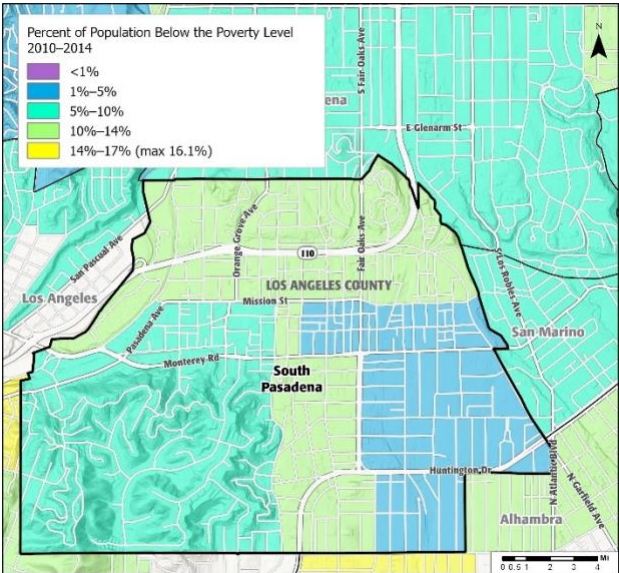 Percent of Population Below the Poverty Level
2010–2014
<1%
1%–5%
5%–10%
10%–14%
14%–17% (max 16.1%)
N
S Fair Oaks Ave
ena
E Glenarm St
San Pascual Ave
Orange Grove Ave
Fair Oaks Ave
110
S Los Robles Ave
Los Angeles
LOS ANGELES COUNTY
Mission St
San Marino
Pasadena Ave
Monterey Rd
South
Pasadena
Huntington Dr
N Atlantic Blvd
N Garfield Ave
Alhambra
Mi
0 0.5 1 2 3 4